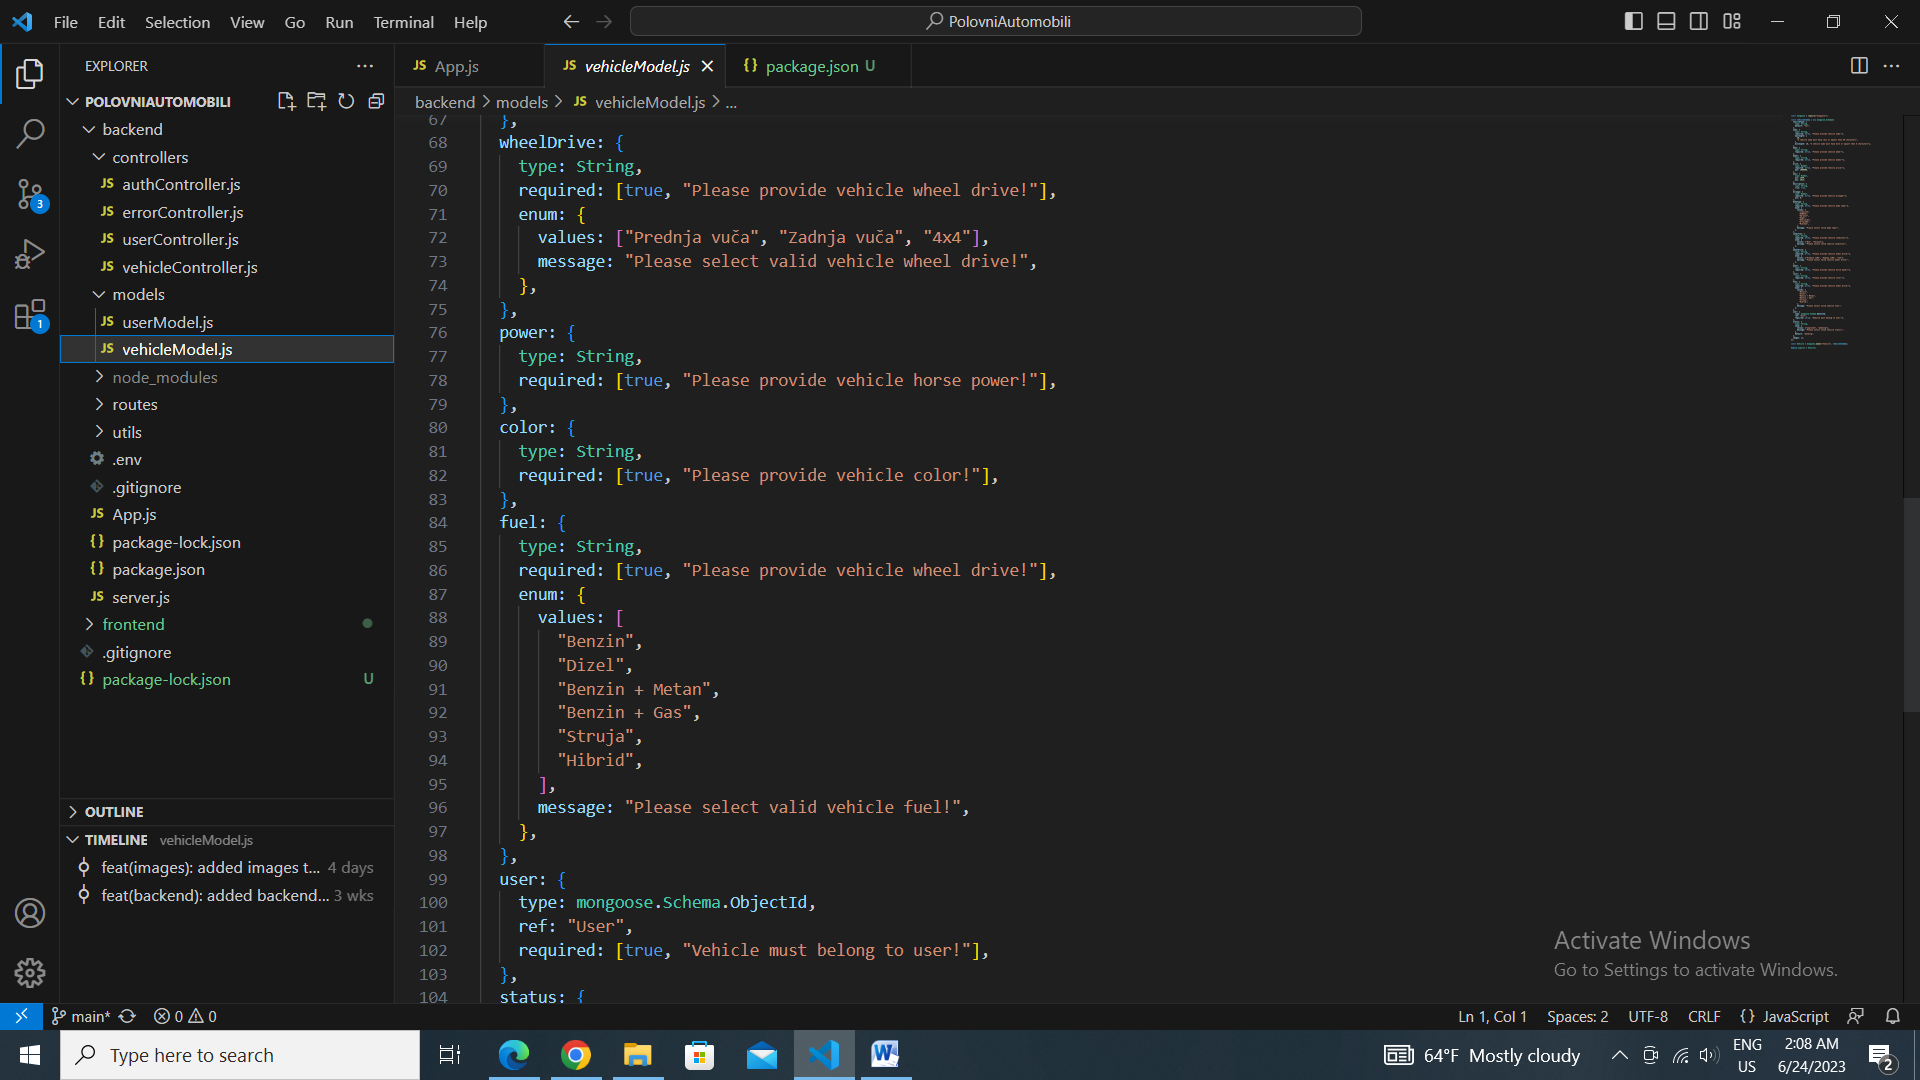 File Edit Selection View Go Run Terminal Help
PolovniAutomobili
EXPLORER
POLOVNIAUTOMOBILI
backend
controllers
JS authController.js
JS errorController.js
JS userController.js
JS vehicleController.js
models
JS userModel.js
JS vehicleModel.js
node_modules
routes
utils
.env
.gitignore
JS App.js
{} package-lock.json
{} package.json
JS server.js
frontend
.gitignore
{} package-lock.json U
OUTLINE
TIMELINE vehicleModel.js
feat(images): added images t... 4 days
feat(backend): added backend... 3 wks
3
1
JS App.js
JS vehicleModel.js
{} package.json U
backend > models > JS vehicleModel.js > ...
67 },
68 wheelDrive: {
69 type: String,
70 required: [true, "Please provide vehicle wheel drive!"],
71 enum: {
72 values: ["Prednja vuča", "Zadnja vuča", "4x4"],
73 message: "Please select valid vehicle wheel drive!",
74 },
75 },
76 power: {
77 type: String,
78 required: [true, "Please provide vehicle horse power!"],
79 },
80 color: {
81 type: String,
82 required: [true, "Please provide vehicle color!"],
83 },
84 fuel: {
85 type: String,
86 required: [true, "Please provide vehicle wheel drive!"],
87 enum: {
88 values: [
89 "Benzin",
90 "Dizel",
91 "Benzin + Metan",
92 "Benzin + Gas",
93 "Struja",
94 "Hibrid",
95 ],
96 message: "Please select valid vehicle fuel!",
97 },
98 },
99 user: {
100 type: mongoose.Schema.ObjectId,
101 ref: "User",
102 required: [true, "Vehicle must belong to user!"],
103 },
104 status: {
Activate Windows
Go to Settings to activate Windows.
main* 0 0
Ln 1, Col 1 Spaces: 2 UTF-8 CRLF {} JavaScript
Type here to search
64°F Mostly cloudy
ENG
US
2:08 AM
6/24/2023
2